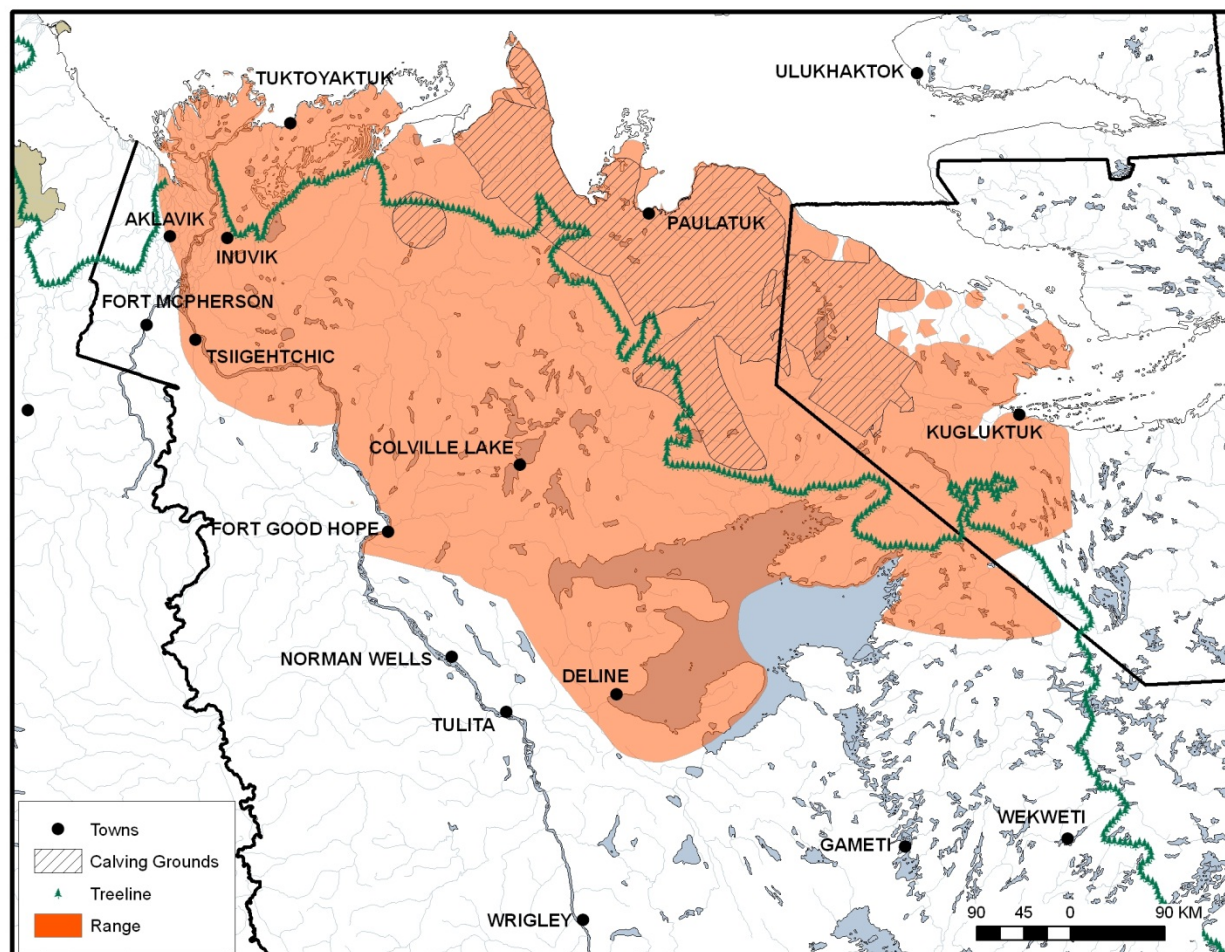 TUKTOYAKTUK
ULUKHAKTOK
AKLAVIK
INUVIK
PAULATUK
FORT MCPHERSON
TSIIGEHTCHIC
KUGLUKTUK
COLVILLE LAKE
FORT GOOD HOPE
NORMAN WELLS
DELINE
TULITA
WEKWETI
GAMETI
WRIGLEY
Towns
Calving Grounds
Treeline
Range
90 45 0 90 KM